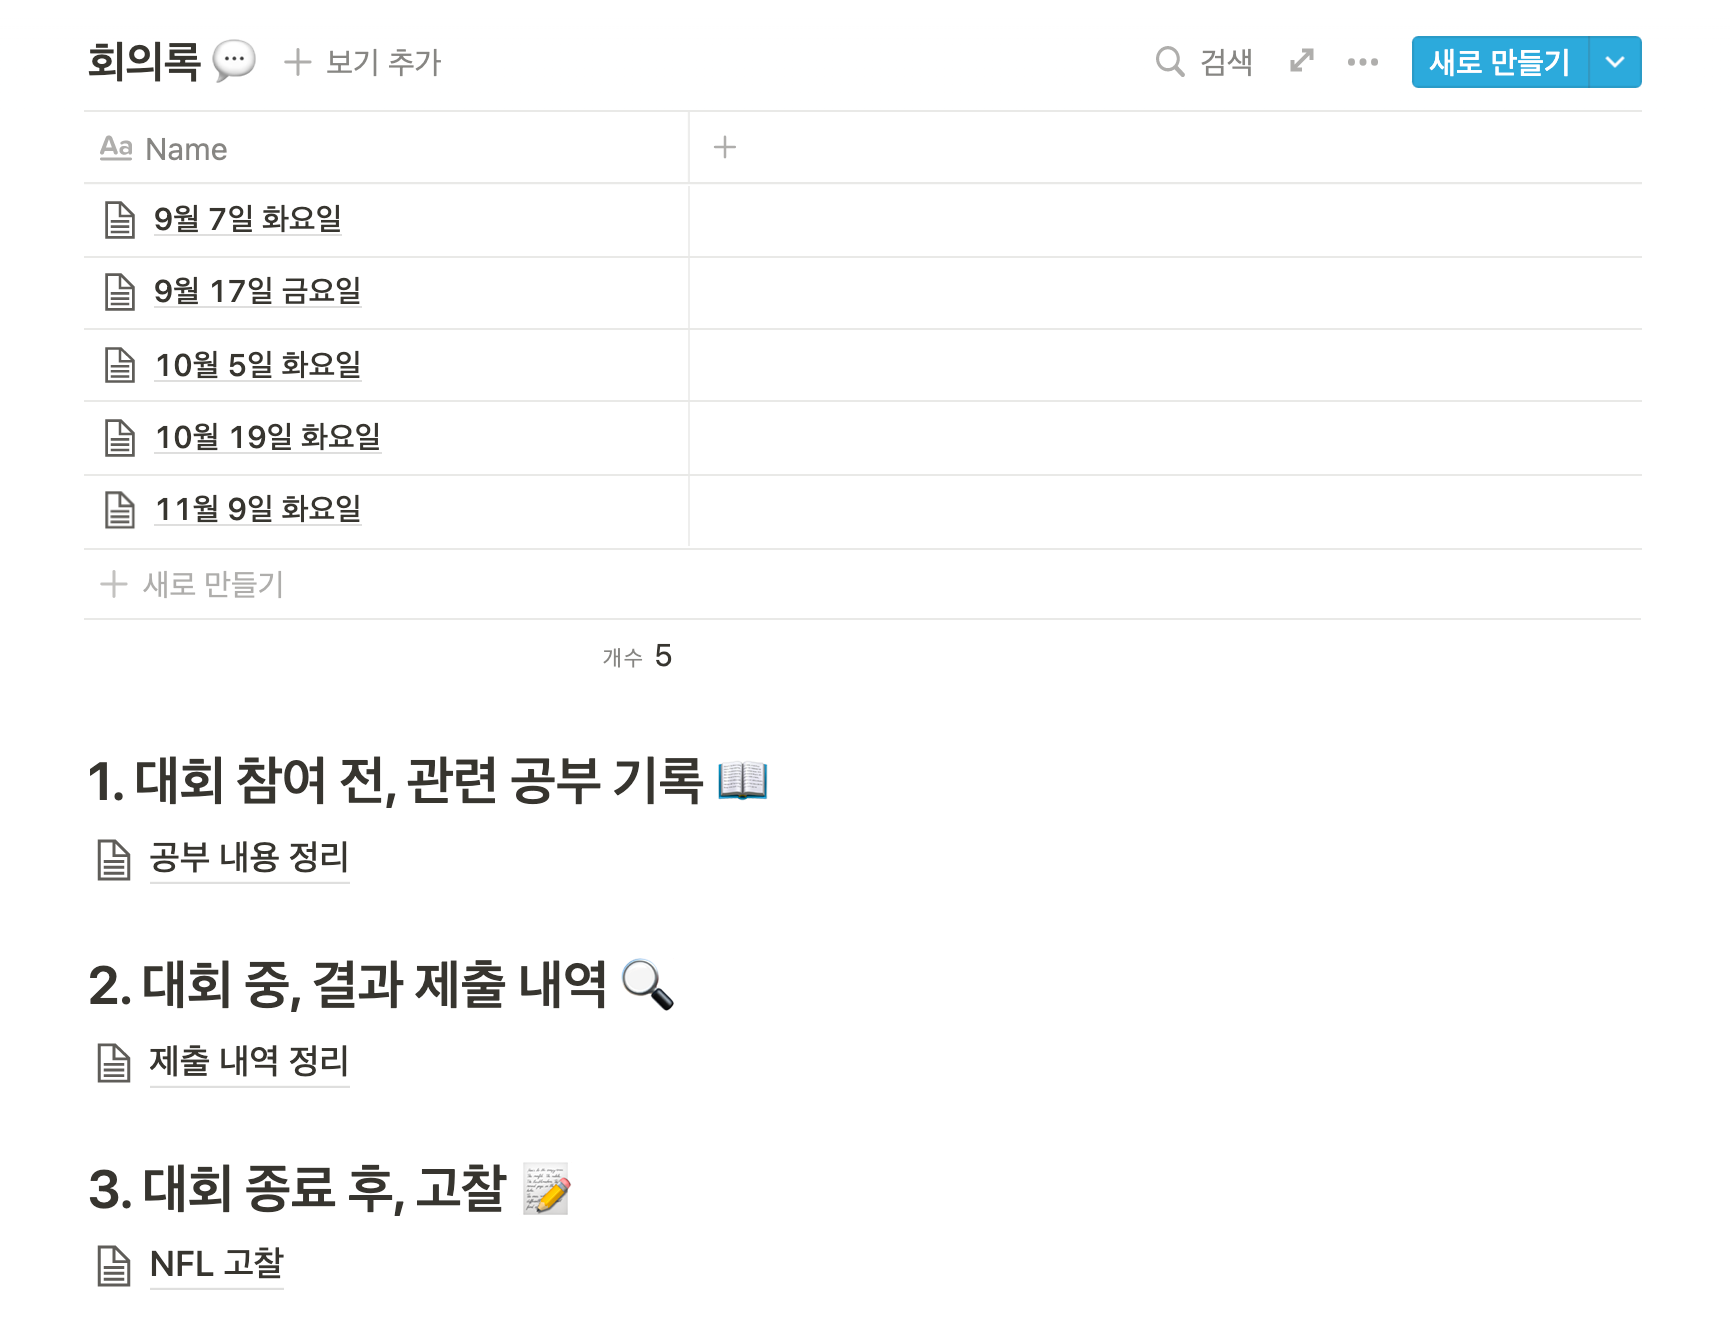 회의록 💬 + 보기 추가 검색 새로 만들기
Aa Name +
9월 7일 화요일
9월 17일 금요일
10월 5일 화요일
10월 19일 화요일
11월 9일 화요일
+ 새로 만들기
개수 5
1. 대회 참여 전, 관련 공부 기록 📖
공부 내용 정리
2. 대회 중, 결과 제출 내역 🔍
제출 내역 정리
3. 대회 종료 후, 고찰 📝
NFL 고찰